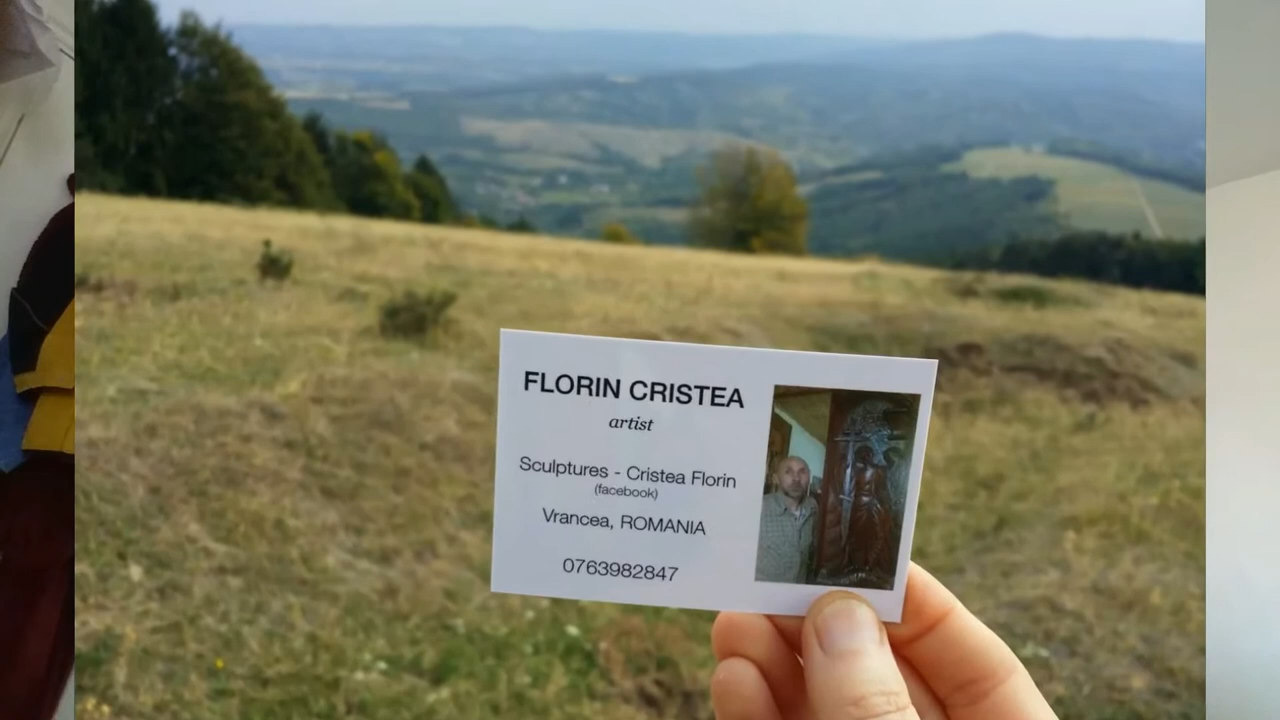 FLORIN CRISTEA
artist
Sculptures - Cristea Florin
(facebook)
Vrancea, ROMANIA
0763982847